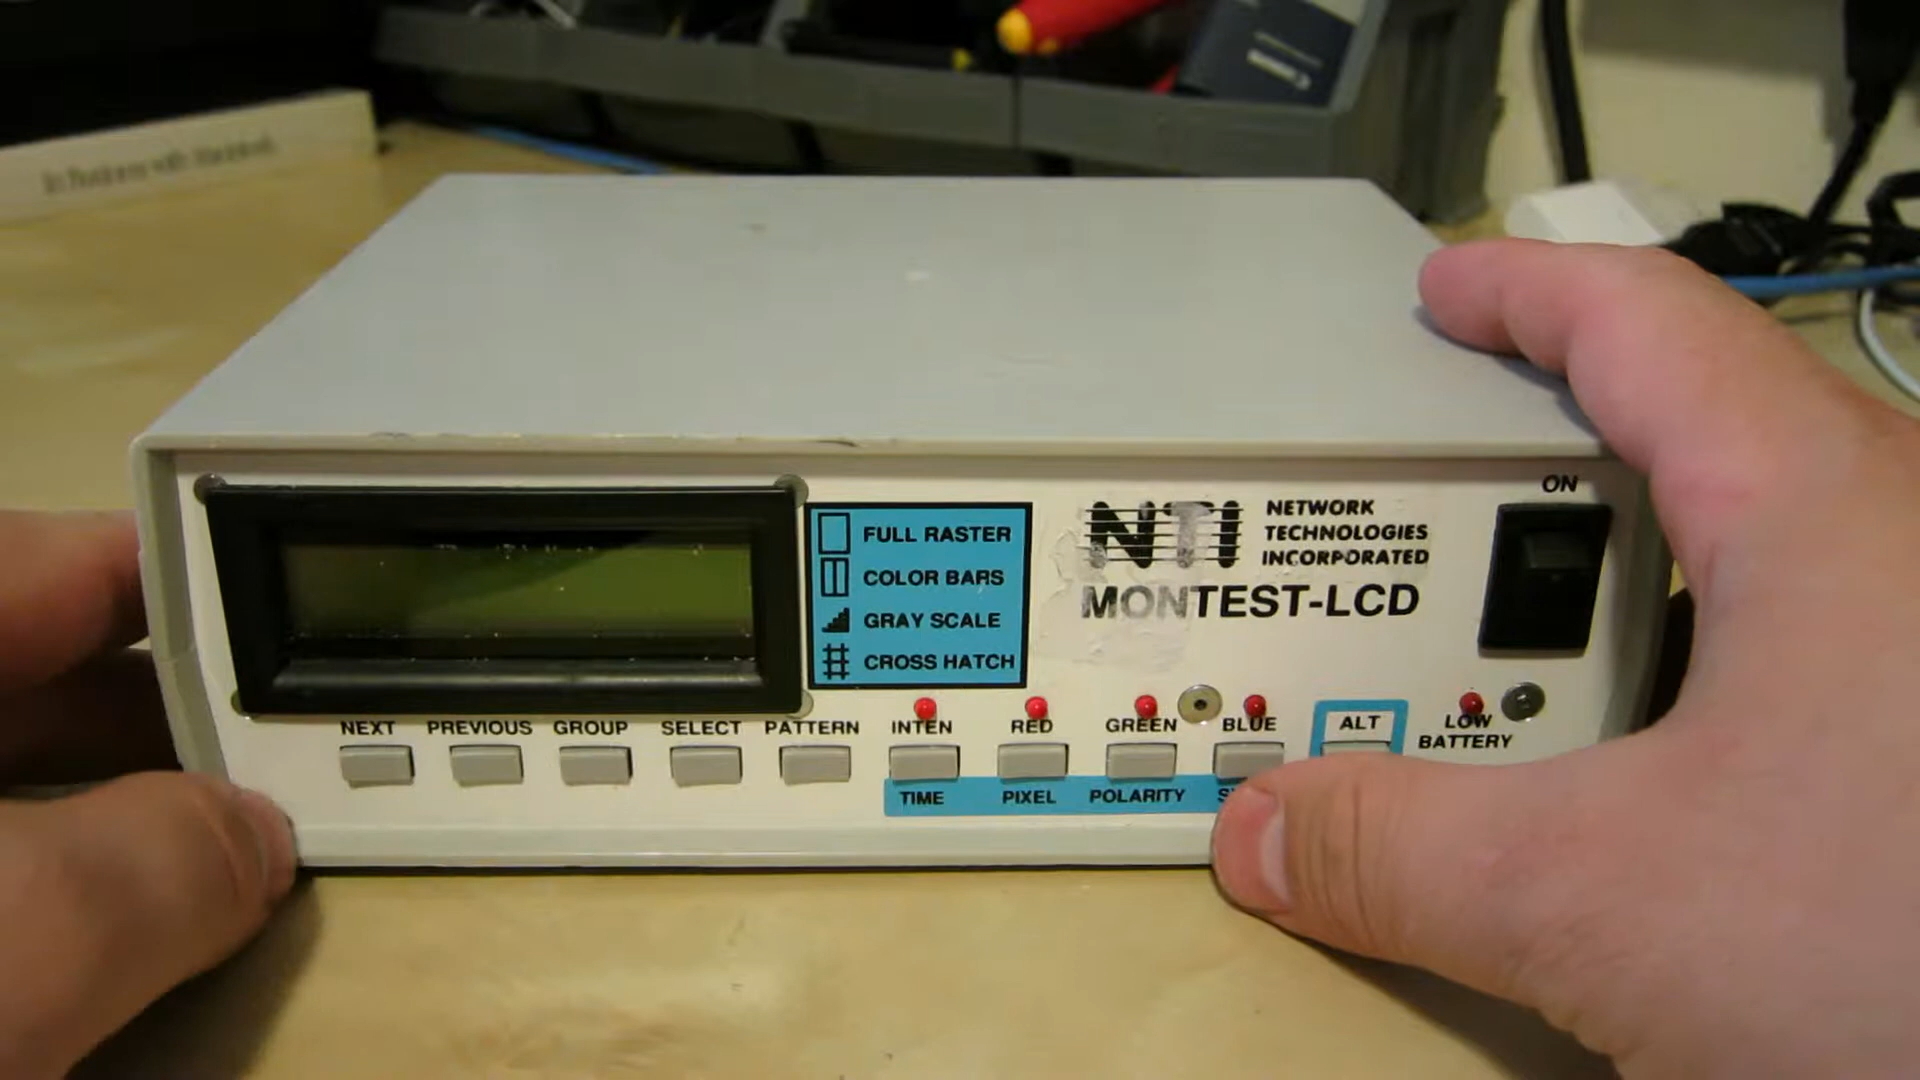 ON
FULL RASTER
COLOR BARS
GRAY SCALE
CROSS HATCH
NTI
NETWORK
TECHNOLOGIES
INCORPORATED
MONTEST-LCD
NEXT PREVIOUS GROUP SELECT PATTERN INTEN RED GREEN BLUE ALT LOW
BATTERY
TIME PIXEL POLARITY